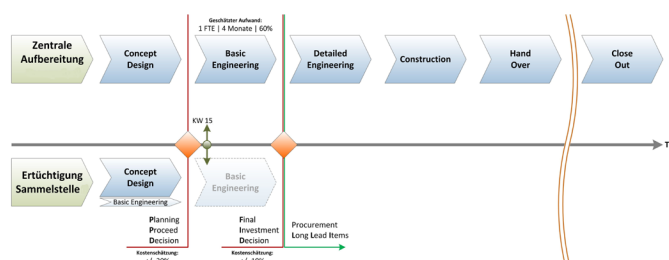 Geschätzter Aufwand:
1 FTE | 4 Monate | 60%
Zentrale
Aufbereitung
Concept
Design
Basic
Engineering
Detailed
Engineering
Construction
Hand
Over
Close
Out
KW 15
T
Ertüchtigung
Sammelstelle
Concept
Design
Basic Engineering
Basic
Engineering
Planning
Proceed
Decision
Kostenschätzung:
Final
Investment
Decision
Kostenschätzung:
Procurement
Long Lead Items